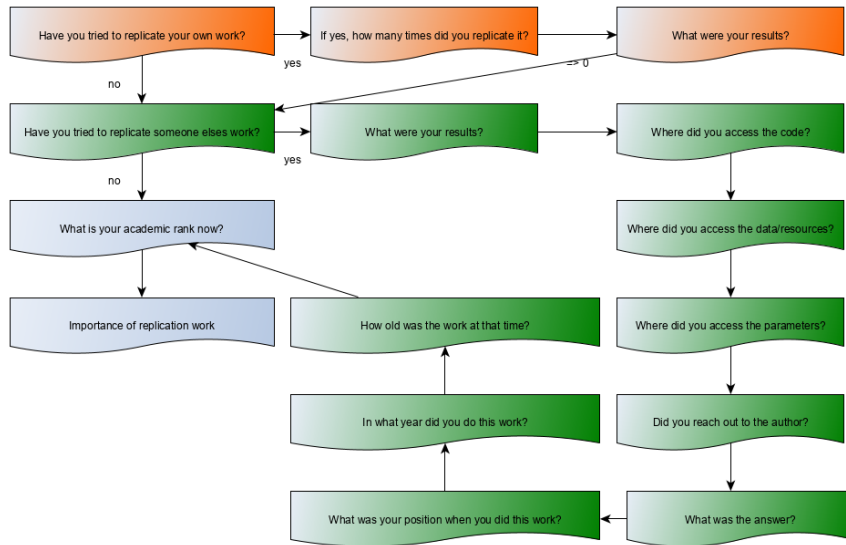 Have you tried to replicate your own work?
If yes, how many times did you replicate it?
What were your results?
yes
=> 0
no
Have you tried to replicate someone elses work?
What were your results?
Where did you access the code?
yes
no
What is your academic rank now?
Where did you access the data/resources?
Importance of replication work
How old was the work at that time?
Where did you access the parameters?
In what year did you do this work?
Did you reach out to the author?
What was your position when you did this work?
What was the answer?